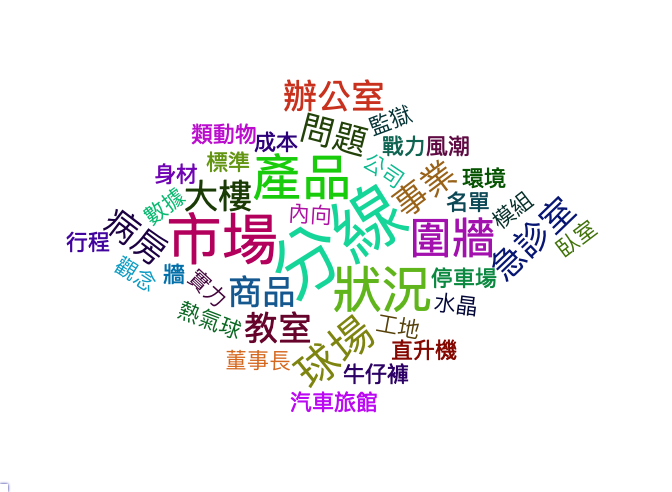 辦公室
監獄
問題
類動物
成本
戰力
風潮
標準
公司
產品
身材
環境
事業
大樓
名單
數據
模組
內向
分線
病房
市場
圍牆
急診室
臥室
行程
觀念
牆
實力
商品
狀況
停車場
水晶
熱氣球
教室
球場
工地
直升機
董事長
牛仔褲
汽車旅館